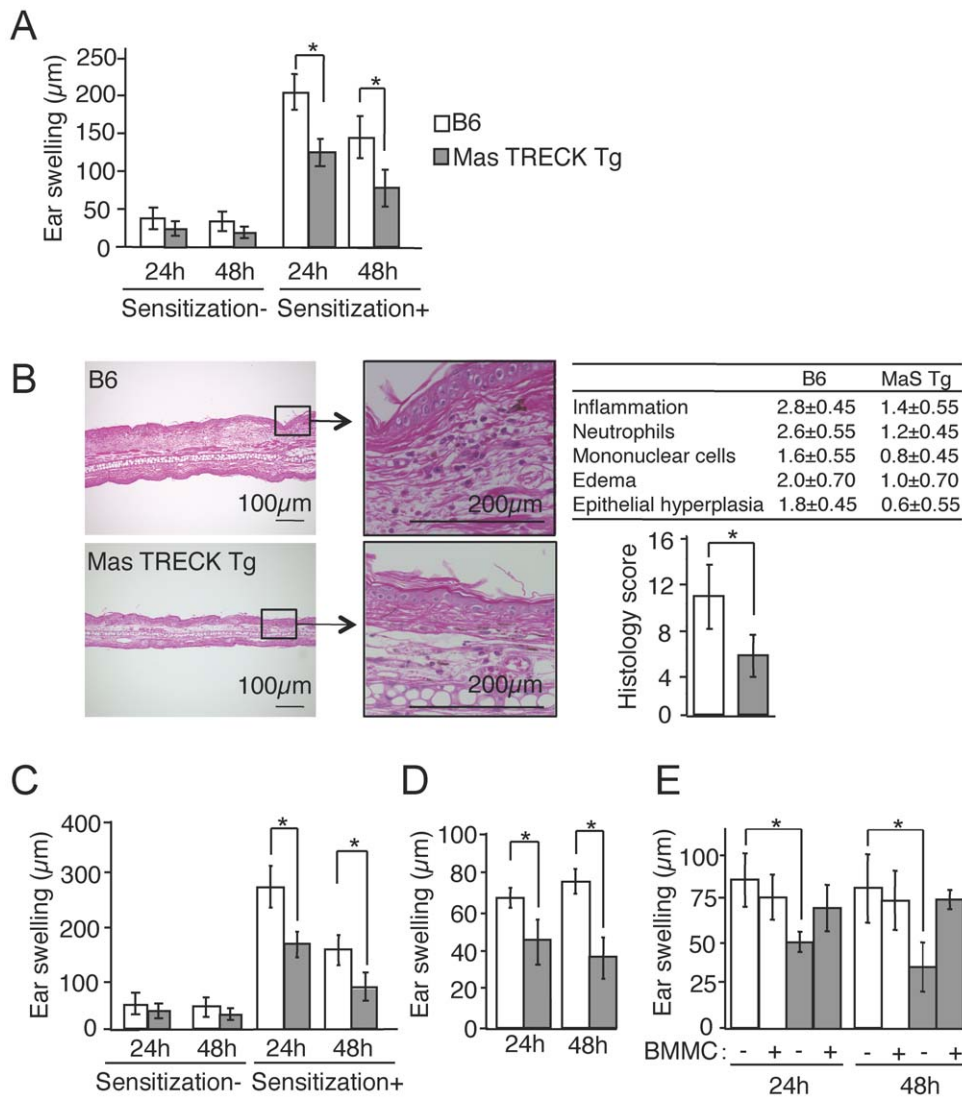 A
Ear swelling (μm)
250
200
150
100
50
0
*
*
B6
Mas TRECK Tg
24h 48h 24h 48h
Sensitization- Sensitization+
B
B6
100μm
200μm
Mas TRECK Tg
100μm
200μm
B6 MaS Tg
Inflammation 2.8±0.45 1.4±0.55
Neutrophils 2.6±0.55 1.2±0.45
Mononuclear cells 1.6±0.55 0.8±0.45
Edema 2.0±0.70 1.0±0.70
Epithelial hyperplasia 1.8±0.45 0.6±0.55
Histology score
16
12
8
4
0
*
C
Ear swelling (μm)
400
300
200
100
0
*
*
24h 48h 24h 48h
Sensitization- Sensitization+
D
Ear swelling (μm)
100
80
60
40
20
0
*
*
24h 48h
E
Ear swelling (μm)
100
75
50
25
0
*
*
BMMC : - + - + - + - +
24h 48h